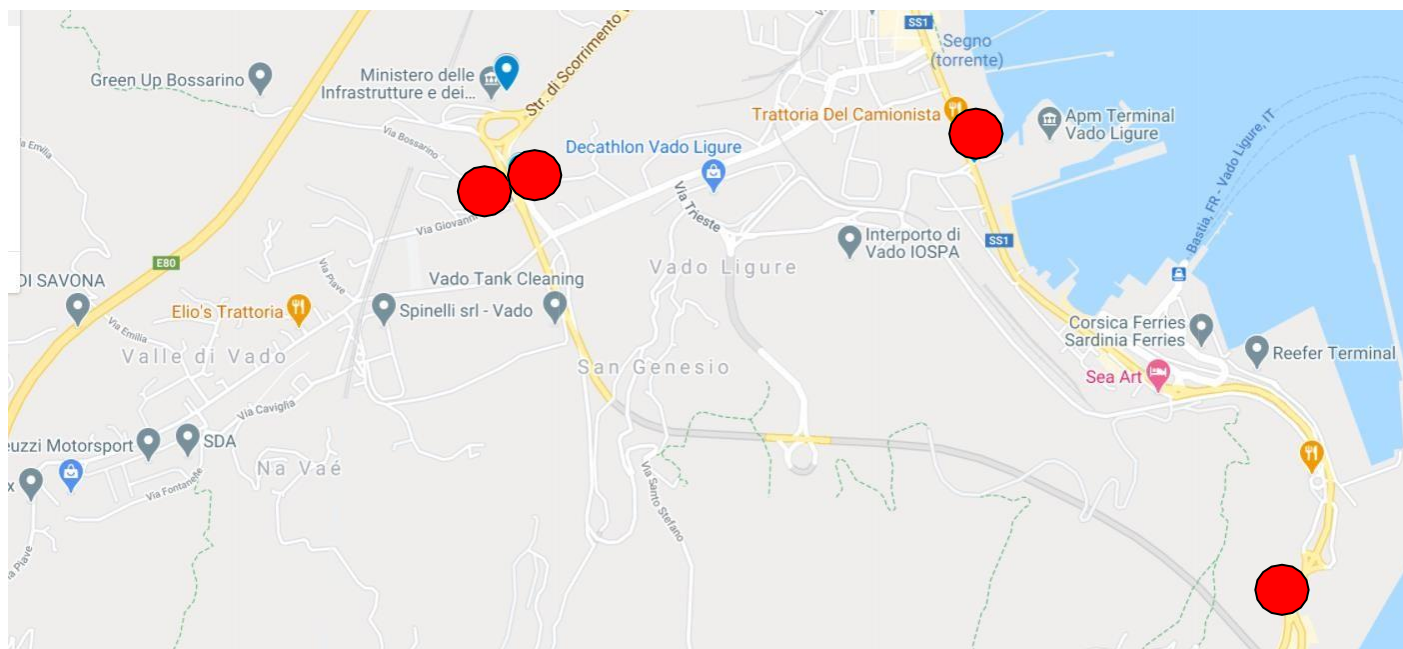 SS1
Segno
(torrente)
Str. di Scorrimento
Green Up Bossarino
Ministero delle
Infrastrutture e dei...
Trattoria Del Camionista
Apm Terminal
Vado Ligure
Via Bossarino
Decathlon Vado Ligure
Bastia, FR - Vado Ligure, IT
Via Emilia
Via Trieste
Via Giovanni
Interporto di
Vado IOSPA
SS1
E80
Via Piave
Vado Ligure
DI SAVONA
Vado Tank Cleaning
Elio's Trattoria
Spinelli srl - Vado
Via Emilia
Valle di Vado
Corsica Ferries
Sardinia Ferries
Reefer Terminal
San Genesio
Sea Art
Via Caviglia
euzzi Motorsport
SDA
Na Vaé
Via Fontanelle
x
Via Santo Stefano
Piave